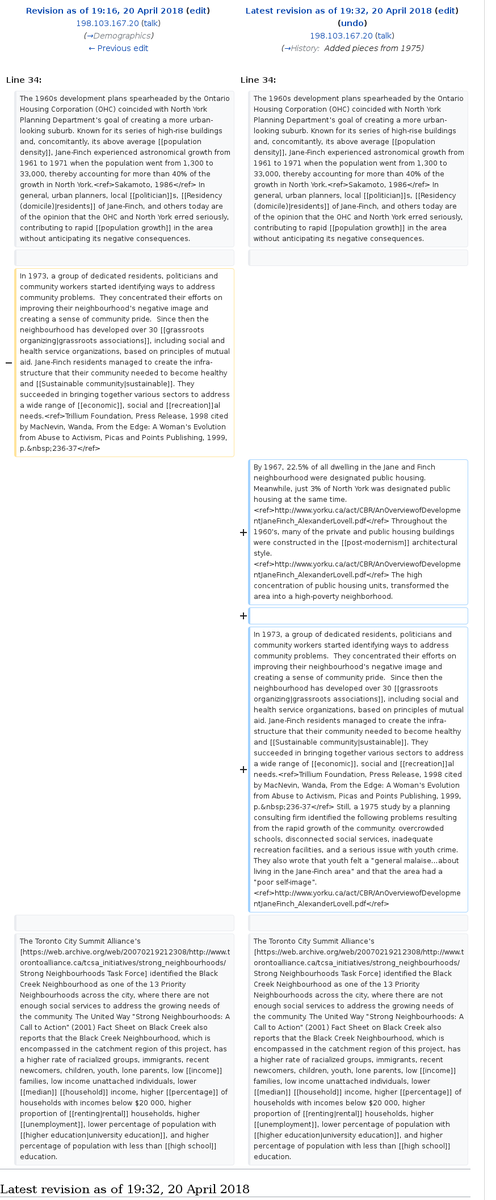 Revision as of 19:16, 20 April 2018 (edit)
198.103.167.20 (talk)
(→Demographics)
← Previous edit
Latest revision as of 19:32, 20 April 2018 (edit)
(undo)
198.103.167.20 (talk)
(→History: Added pieces from 1975)
Line 34:
Line 34:
The 1960s development plans spearheaded by the Ontario
Housing Corporation (OHC) coincided with North York
Planning Department's goal of creating a more urban-
looking suburb. Known for its series of high-rise buildings
and, concomitantly, its above average [[population
density]], Jane-Finch experienced astronomical growth from
1961 to 1971 when the population went from 1,300 to
33,000, thereby accounting for more than 40% of the
growth in North York.<ref>Sakamoto, 1986</ref> In
general, urban planners, local [[politician]]s, [[Residency
(domicile)|residents]] of Jane-Finch, and others today are
of the opinion that the OHC and North York erred seriously,
contributing to rapid [[population growth]] in the area
without anticipating its negative consequences.
The 1960s development plans spearheaded by the Ontario
Housing Corporation (OHC) coincided with North York
Planning Department's goal of creating a more urban-
looking suburb. Known for its series of high-rise buildings
and, concomitantly, its above average [[population
density]], Jane-Finch experienced astronomical growth from
1961 to 1971 when the population went from 1,300 to
33,000, thereby accounting for more than 40% of the
growth in North York.<ref>Sakamoto, 1986</ref> In
general, urban planners, local [[politician]]s, [[Residency
(domicile)|residents]] of Jane-Finch, and others today are
of the opinion that the OHC and North York erred seriously,
contributing to rapid [[population growth]] in the area
without anticipating its negative consequences.
−
In 1973, a group of dedicated residents, politicians and
community workers started identifying ways to address
community problems.  They concentrated their efforts on
improving their neighbourhood's negative image and
creating a sense of community pride.  Since then the
neighbourhood has developed over 30 [[grassroots
organizing|grassroots associations]], including social and
health service organizations, based on principles of mutual
aid. Jane-Finch residents managed to create the infra-
structure that their community needed to become healthy
and [[Sustainable community|sustainable]]. They
succeeded in bringing together various sectors to address
a wide range of [[economic]], social and [[recreation]]al
needs.<ref>Trillium Foundation, Press Release, 1998 cited
by MacNevin, Wanda, From the Edge: A Woman's Evolution
from Abuse to Activism, Picas and Points Publishing, 1999,
p.&nbsp;236-37</ref>
+
By 1967, 22.5% of all dwelling in the Jane and Finch
neighbourhood were designated public housing.
Meanwhile, just 3% of North York was designated public
housing at the same time.
<ref>http://www.yorku.ca/act/CBR/AnOverviewofDevelopme
ntJaneFinch_AlexanderLovell.pdf</ref> Throughout the
1960's, many of the private and public housing buildings
were constructed in the [[post-modernism]] architectural
style.
<ref>http://www.yorku.ca/act/CBR/AnOverviewofDevelopme
ntJaneFinch_AlexanderLovell.pdf</ref> The high
concentration of public housing units, transformed the
area into a high-poverty neighborhood.
+
+
In 1973, a group of dedicated residents, politicians and
community workers started identifying ways to address
community problems.  They concentrated their efforts on
improving their neighbourhood's negative image and
creating a sense of community pride.  Since then the
neighbourhood has developed over 30 [[grassroots
organizing|grassroots associations]], including social and
health service organizations, based on principles of mutual
aid. Jane-Finch residents managed to create the infra-
structure that their community needed to become healthy
and [[Sustainable community|sustainable]]. They
succeeded in bringing together various sectors to address
a wide range of [[economic]], social and [[recreation]]al
needs.<ref>Trillium Foundation, Press Release, 1998 cited
by MacNevin, Wanda, From the Edge: A Woman's Evolution
from Abuse to Activism, Picas and Points Publishing, 1999,
p.&nbsp;236-37</ref> Still, a 1975 study by a planning
consulting firm identified the following problems resulting
from the rapid growth of the community: overcrowded
schools, disconnected social services, inadequate
recreation facilities, and a serious issue with youth crime.
They also wrote that youth felt a "general malaise...about
living in the Jane-Finch area" and that the area had a
"poor self-image".
<ref>http://www.yorku.ca/act/CBR/AnOverviewofDevelopme
ntJaneFinch_AlexanderLovell.pdf</ref>
The Toronto City Summit Alliance's
[https://web.archive.org/web/20070219212308/http://www.t
orontoalliance.ca/tcsa_initiatives/strong_neighbourhoods/
Strong Neighbourhoods Task Force] identified the Black
Creek Neighbourhood as one of the 13 Priority
Neighbourhoods across the city, where there are not
enough social services to address the growing needs of
the community. The United Way "Strong Neighbourhoods: A
Call to Action" (2001) Fact Sheet on Black Creek also
reports that the Black Creek Neighbourhood, which is
encompassed in the catchment region of this project, has
a higher rate of racialized groups, immigrants, recent
newcomers, children, youth, lone parents, low [[income]]
families, low income unattached individuals, lower
[[median]] [[household]] income, higher [[percentage]] of
households with incomes below $20 000, higher
proportion of [[renting|rental]] households, higher
[[unemployment]], lower percentage of population with
[[higher education|university education]], and higher
percentage of population with less than [[high school]]
education.
The Toronto City Summit Alliance's
[https://web.archive.org/web/20070219212308/http://www.t
orontoalliance.ca/tcsa_initiatives/strong_neighbourhoods/
Strong Neighbourhoods Task Force] identified the Black
Creek Neighbourhood as one of the 13 Priority
Neighbourhoods across the city, where there are not
enough social services to address the growing needs of
the community. The United Way "Strong Neighbourhoods: A
Call to Action" (2001) Fact Sheet on Black Creek also
reports that the Black Creek Neighbourhood, which is
encompassed in the catchment region of this project, has
a higher rate of racialized groups, immigrants, recent
newcomers, children, youth, lone parents, low [[income]]
families, low income unattached individuals, lower
[[median]] [[household]] income, higher [[percentage]] of
households with incomes below $20 000, higher
proportion of [[renting|rental]] households, higher
[[unemployment]], lower percentage of population with
[[higher education|university education]], and higher
percentage of population with less than [[high school]]
education.
Latest revision as of 19:32, 20 April 2018